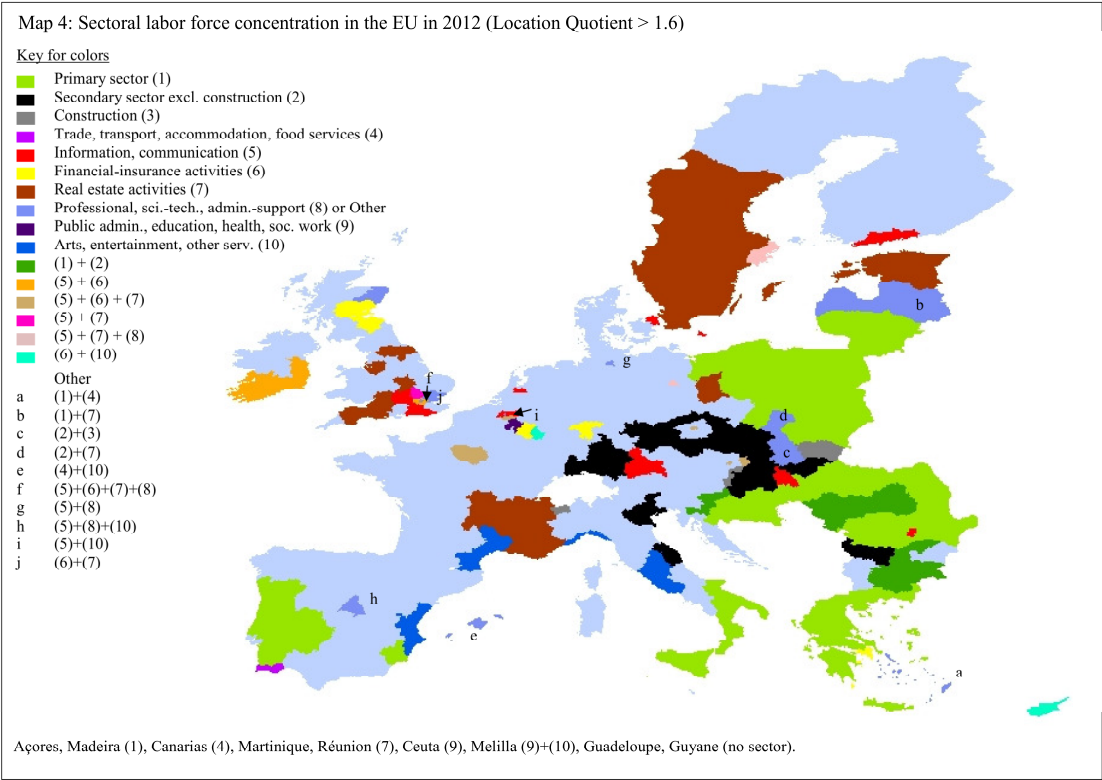 Map 4: Sectoral labor force concentration in the EU in 2012 (Location Quotient > 1.6)
Key for colors
Primary sector (1)
Secondary sector excl. construction (2)
Construction (3)
Trade, transport, accommodation, food services (4)
Information, communication (5)
Financial-insurance activities (6)
Real estate activities (7)
Professional, sci.-tech., admin.-support (8) or Other
Public admin., education, health, soc. work (9)
Arts, entertainment, other serv. (10)
(1) + (2)
(5) + (6)
(5) + (6) + (7)
(5) + (7)
(5) + (7) + (8)
(6) + (10)
Other
a (1)+(4)
b (1)+(7)
c (2)+(3)
d (2)+(7)
e (4)+(10)
f (5)+(6)+(7)+(8)
g (5)+(8)
h (5)+(8)+(10)
i (5)+(10)
j (6)+(7)
b
g
f
j
i
d
c
h
e
a
Açores, Madeira (1), Canarias (4), Martinique, Réunion (7), Ceuta (9), Melilla (9)+(10), Guadeloupe, Guyane (no sector).